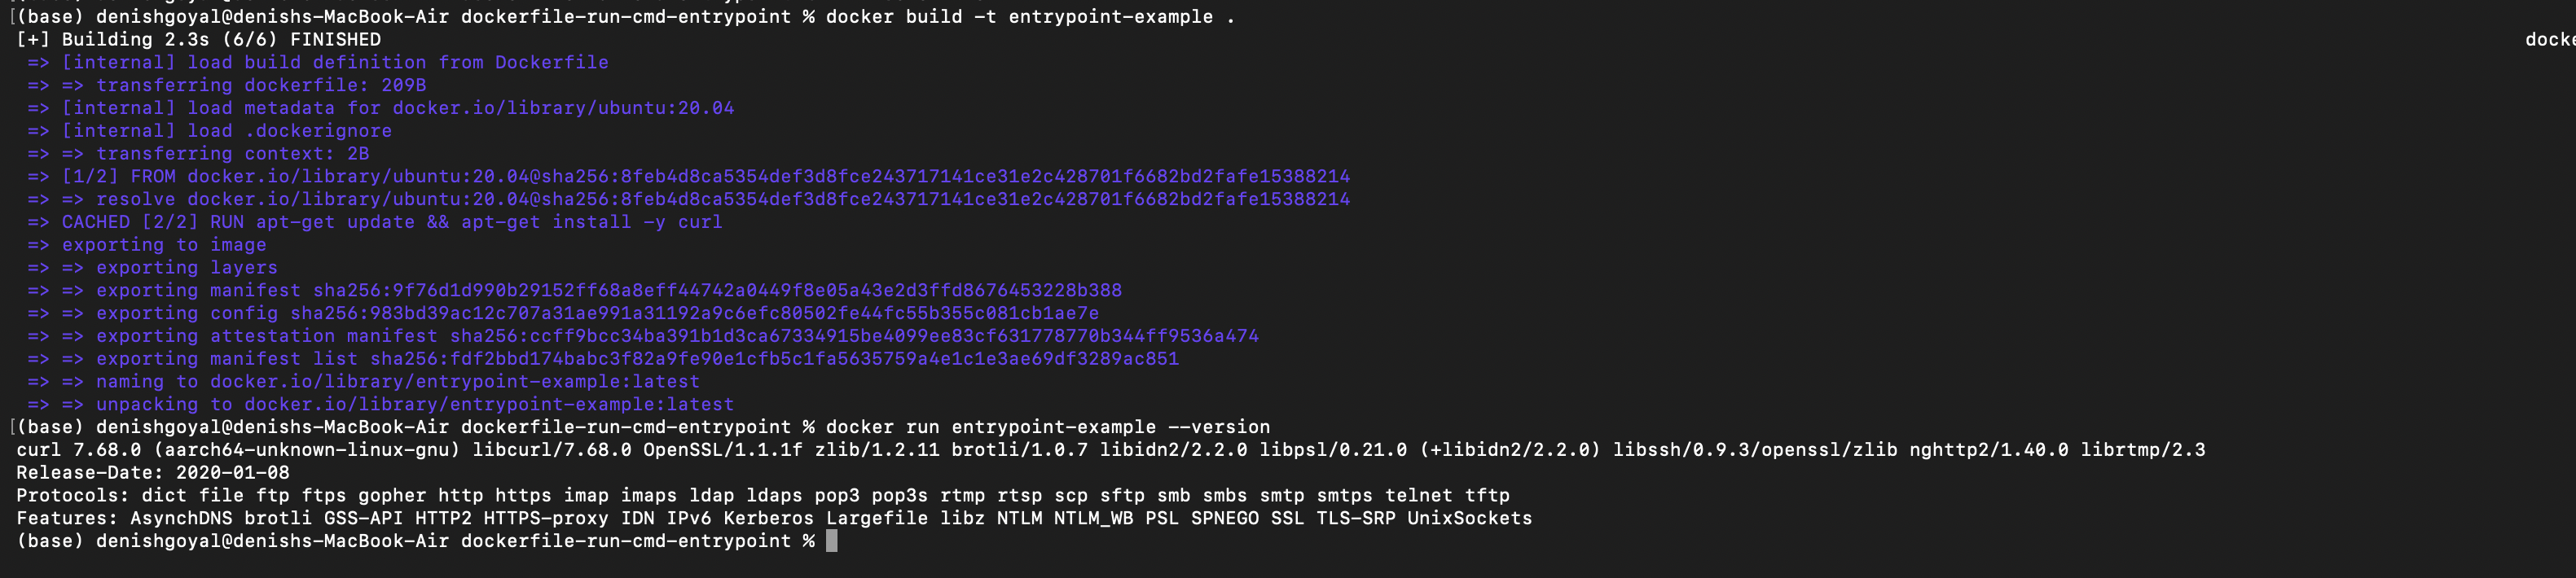 [(base) denishgoyal@denishs-MacBook-Air dockerfile-run-cmd-entrypoint % docker build -t entrypoint-example .
[+] Building 2.3s (6/6) FINISHED docke
=> [internal] load build definition from Dockerfile
=> => transferring dockerfile: 209B
=> [internal] load metadata for docker.io/library/ubuntu:20.04
=> [internal] load .dockerignore
=> => transferring context: 2B
=> [1/2] FROM docker.io/library/ubuntu:20.04@sha256:8feb4d8ca5354def3d8fce243717141ce31e2c428701f6682bd2fafe15388214
=> => resolve docker.io/library/ubuntu:20.04@sha256:8feb4d8ca5354def3d8fce243717141ce31e2c428701f6682bd2fafe15388214
=> CACHED [2/2] RUN apt-get update && apt-get install -y curl
=> exporting to image
=> => exporting layers
=> => exporting manifest sha256:9f76d1d990b29152ff68a8eff44742a0449f8e05a43e2d3ffd8676453228b388
=> => exporting config sha256:983bd39ac12c707a31ae991a31192a9c6efc80502fe44fc55b355c081cb1ae7e
=> => exporting attestation manifest sha256:ccff9bcc34ba391b1d3ca67334915be4099ee83cf631778770b344ff9536a474
=> => exporting manifest list sha256:fdf2bbd174babc3f82a9fe90e1cfb5c1fa5635759a4e1c1e3ae69df3289ac851
=> => naming to docker.io/library/entrypoint-example:latest
=> => unpacking to docker.io/library/entrypoint-example:latest
[(base) denishgoyal@denishs-MacBook-Air dockerfile-run-cmd-entrypoint % docker run entrypoint-example --version
curl 7.68.0 (aarch64-unknown-linux-gnu) libcurl/7.68.0 OpenSSL/1.1.1f zlib/1.2.11 brotli/1.0.7 libidn2/2.2.0 libpsl/0.21.0 (+libidn2/2.2.0) libssh/0.9.3/openssl/zlib nghttp2/1.40.0 librtmp/2.3
Release-Date: 2020-01-08
Protocols: dict file ftp ftps gopher http https imap imaps ldap ldaps pop3 pop3s rtmp rtsp scp sftp smb smbs smtp smtps telnet tftp
Features: AsynchDNS brotli GSS-API HTTP2 HTTPS-proxy IDN IPv6 Kerberos Largefile libz NTLM NTLM_WB PSL SPNEGO SSL TLS-SRP UnixSockets
(base) denishgoyal@denishs-MacBook-Air dockerfile-run-cmd-entrypoint %